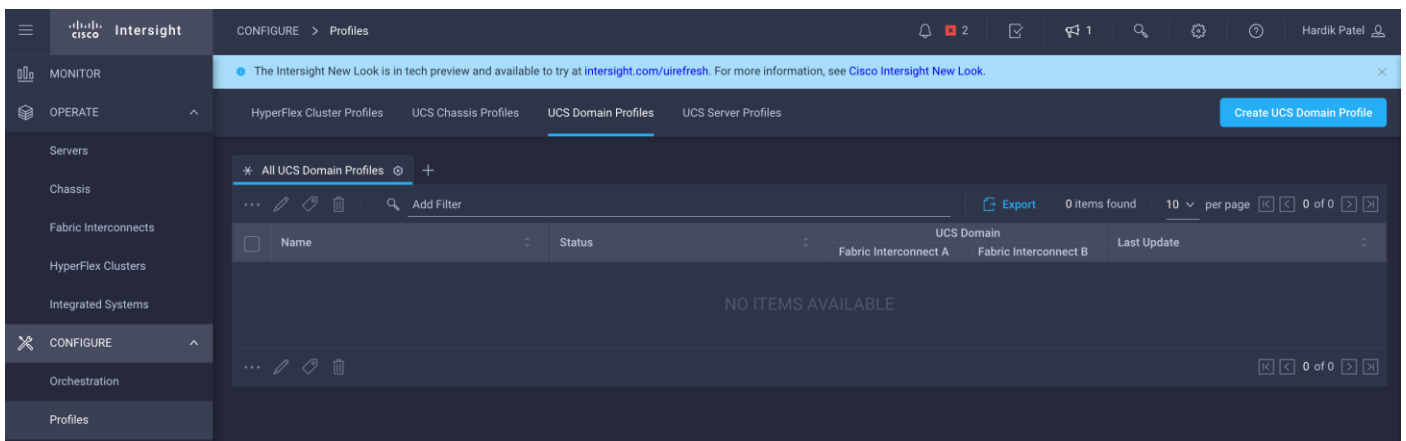 cisco Intersight
CONFIGURE > Profiles
2
1
Hardik Patel
MONITOR
OPERATE
Servers
Chassis
Fabric Interconnects
HyperFlex Clusters
Integrated Systems
CONFIGURE
Orchestration
Profiles
The Intersight New Look is in tech preview and available to try at intersight.com/uirefresh. For more information, see Cisco Intersight New Look.
HyperFlex Cluster Profiles UCS Chassis Profiles UCS Domain Profiles UCS Server Profiles
Create UCS Domain Profile
All UCS Domain Profiles
Add Filter
Export 0 items found 10 per page 0 of 0
Name Status UCS Domain Last Update
Fabric Interconnect A Fabric Interconnect B
NO ITEMS AVAILABLE
0 of 0